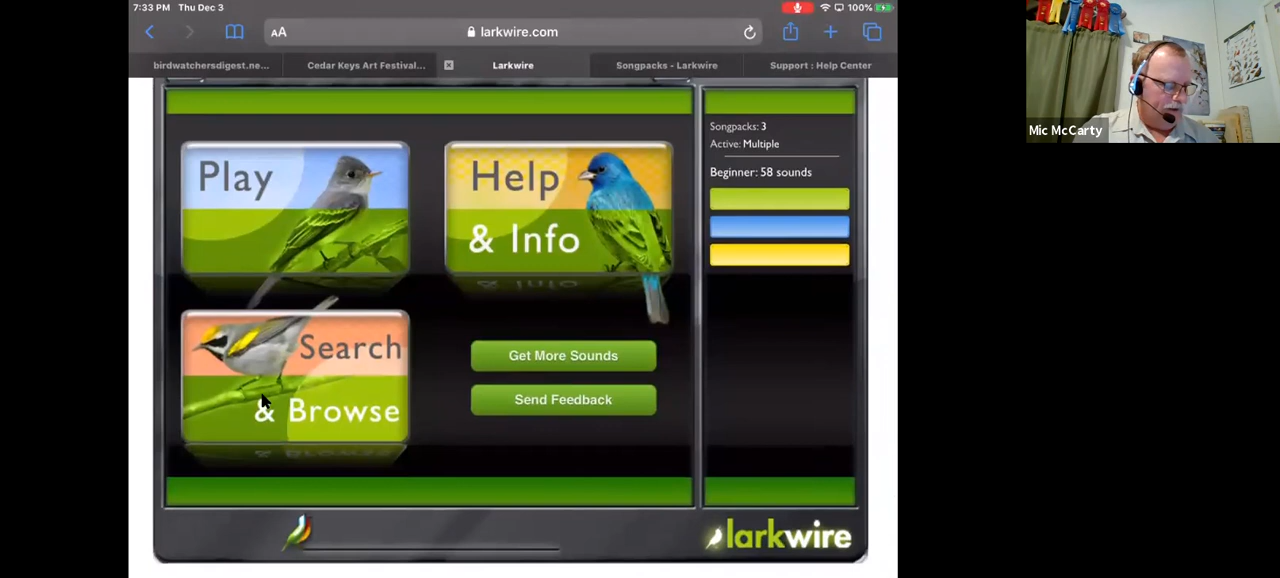 7:33 PM Thu Dec 3
100%
AA
larkwire.com
birdwatchersdigest.ne...
Cedar Keys Art Festival...
Larkwire
Songpacks - Larkwire
Support : Help Center
Mic McCarty
Play
Help
& Info
Search
& Browse
Get More Sounds
Send Feedback
Songpacks: 3
Active: Multiple
Beginner: 58 sounds
larkwire